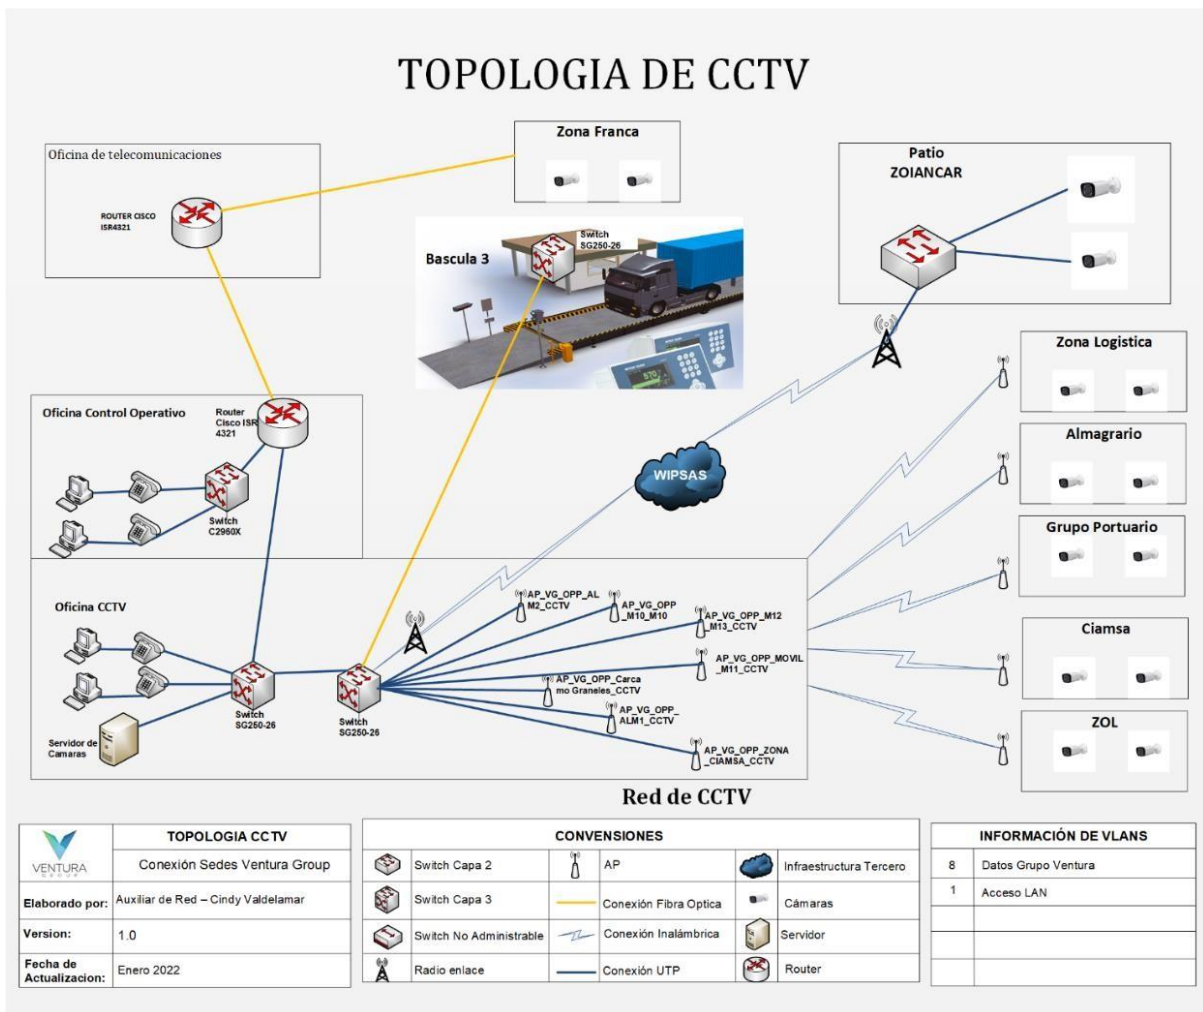 TOPOLOGIA DE CCTV
Oficina de telecomunicaciones
ROUTER CISCO
ISR4321
Zona Franca
Patio
ZOIANCAR
Bascula 3
Switch
SG250-26
Zona Logistica
Almagrario
Grupo Portuario
Ciamsa
ZOL
Oficina Control Operativo
Router
Cisco ISR
4321
Switch
C2960X
WIPSAS
Oficina CCTV
Servidor de
Camaras
Switch
SG250-26
Switch
SG250-26
AP_VG_OPP_AL
M2_CCTV
AP_VG_OPP
_M10_M10
AP_VG_OPP_M12
_M13_CCTV
AP_VG_OPP_MOVIL
_M11_CCTV
AP_VG_OPP_Carca
mo Graneles_CCTV
AP_VG_OPP_
ALM1_CCTV
AP_VG_OPP_ZONA
_CIAMSA_CCTV
Red de CCTV
VENTURA
GROUP
TOPOLOGIA CCTV
Conexión Sedes Ventura Group
Elaborado por:
Auxiliar de Red – Cindy Valdelamar
Version:
1.0
Fecha de
Actualizacion:
Enero 2022
CONVENSIONES
Switch Capa 2
AP
Infraestructura Tercero
Switch Capa 3
Conexión Fibra Optica
Cámaras
Switch No Administrable
Conexión Inalámbrica
Servidor
Radio enlace
Conexión UTP
Router
INFORMACIÓN DE VLANS
8 Datos Grupo Ventura
1 Acceso LAN